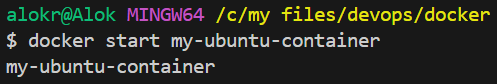 alokr@Alok MINGW64 /c/my files/devops/docker
$ docker start my-ubuntu-container
my-ubuntu-container